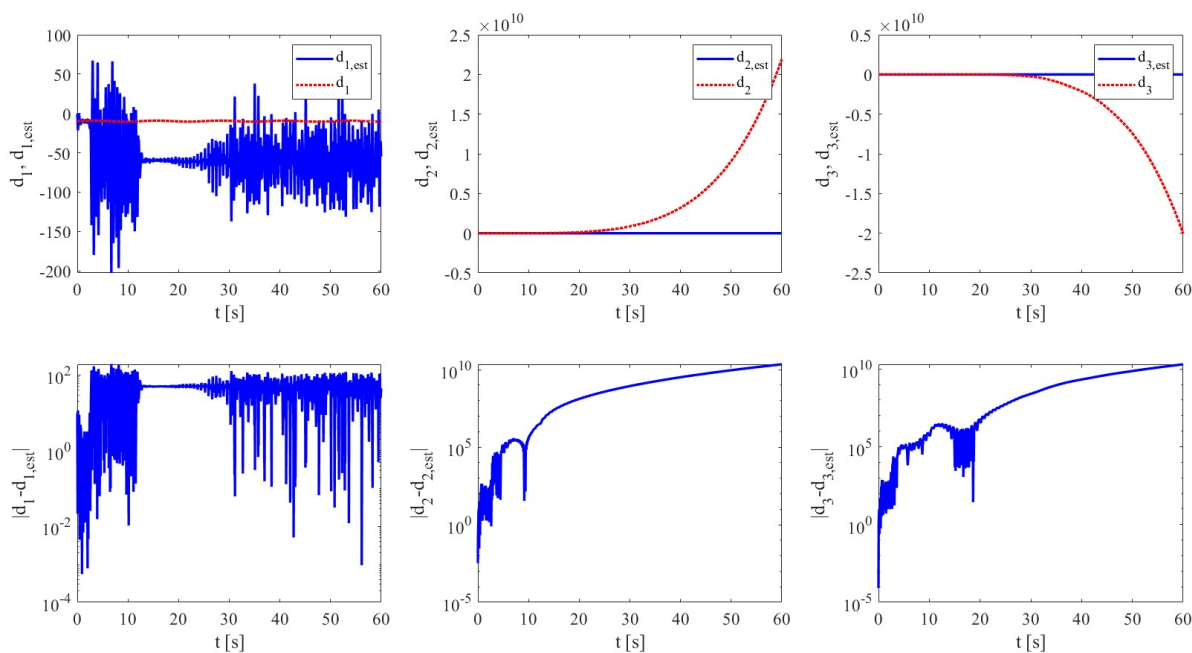 d1, d1,est
100
50
0
-50
-100
-150
-200
d1,est
d1
0 10 20 30 40 50 60
t [s]
d2, d2,est
×10^10
2.5
2
1.5
1
0.5
0
-0.5
d2,est
d2
0 10 20 30 40 50 60
t [s]
d3, d3,est
×10^10
0.5
0
-0.5
-1
-1.5
-2
-2.5
d3,est
d3
0 10 20 30 40 50 60
t [s]
|d1-d1,est|
10^2
10^0
10^-2
10^-4
0 10 20 30 40 50 60
t [s]
|d2-d2,est|
10^10
10^5
10^0
10^-5
0 10 20 30 40 50 60
t [s]
|d3-d3,est|
10^10
10^5
10^0
10^-5
0 10 20 30 40 50 60
t [s]